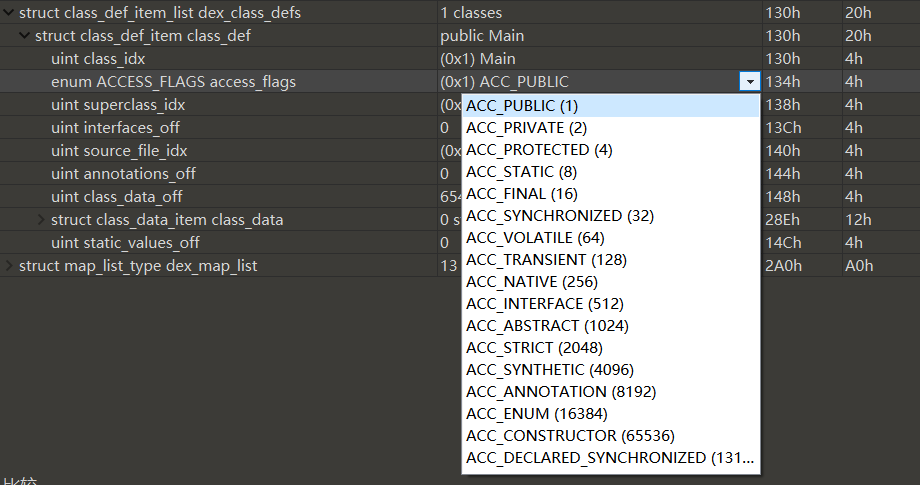 struct class_def_item_list dex_class_defs 1 classes 130h 20h
struct class_def_item class_def public Main 130h 20h
uint class_idx (0x1) Main 130h 4h
enum ACCESS_FLAGS access_flags (0x1) ACC_PUBLIC 134h 4h
uint superclass_idx (0x 138h 4h
uint interfaces_off 0 13Ch 4h
uint source_file_idx (0x 140h 4h
uint annotations_off 0 144h 4h
uint class_data_off 654 148h 4h
struct class_data_item class_data 0 s 28Eh 12h
uint static_values_off 0 14Ch 4h
struct map_list_type dex_map_list 13 2A0h A0h
ACC_PUBLIC (1)
ACC_PRIVATE (2)
ACC_PROTECTED (4)
ACC_STATIC (8)
ACC_FINAL (16)
ACC_SYNCHRONIZED (32)
ACC_VOLATILE (64)
ACC_TRANSIENT (128)
ACC_NATIVE (256)
ACC_INTERFACE (512)
ACC_ABSTRACT (1024)
ACC_STRICT (2048)
ACC_SYNTHETIC (4096)
ACC_ANNOTATION (8192)
ACC_ENUM (16384)
ACC_CONSTRUCTOR (65536)
ACC_DECLARED_SYNCHRONIZED (131...